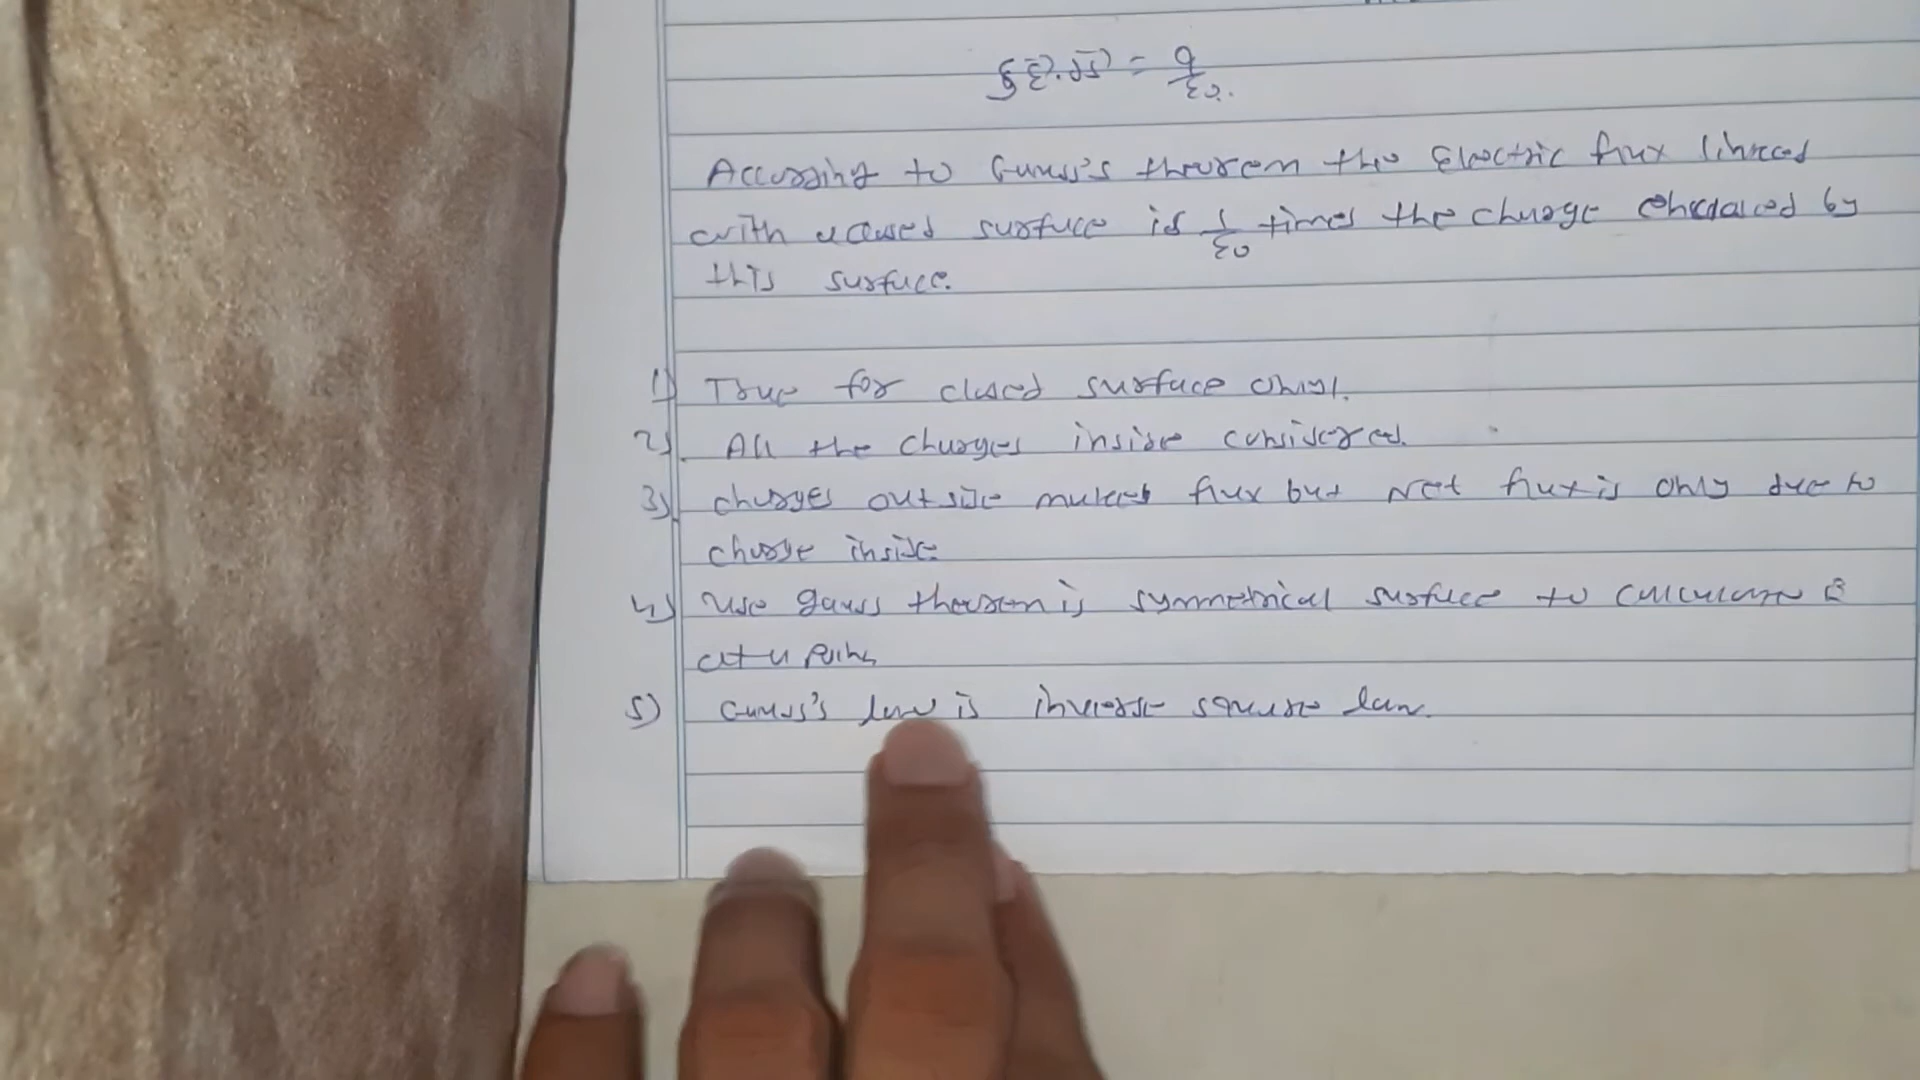 ∮E⃗.dS⃗ = q/ε0.
According to Gauss's theorem the Electric flux linked
with a closed surface is 1/ε0 times the charge enclosed by
this surface.
1) True for closed surface only.
2) All the charges inside considered.
3) charges outside makes flux but Net flux is only due to
charge inside
4) Use gauss theorem is symmetrical surface to calculate E
at a point
5) Gauss's law is inverse square law.